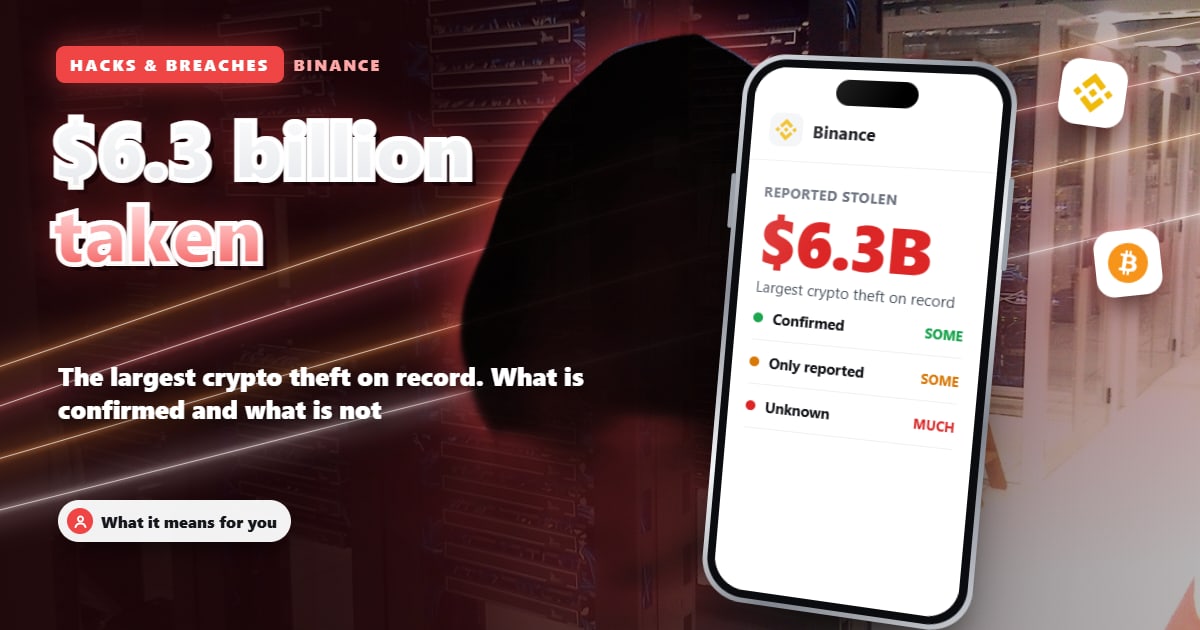 HACKS & BREACHES BINANCE
$6.3 billion
taken
The largest crypto theft on record. What is
confirmed and what is not
What it means for you
Binance
REPORTED STOLEN
$6.3B
Largest crypto theft on record
Confirmed SOME
Only reported SOME
Unknown MUCH